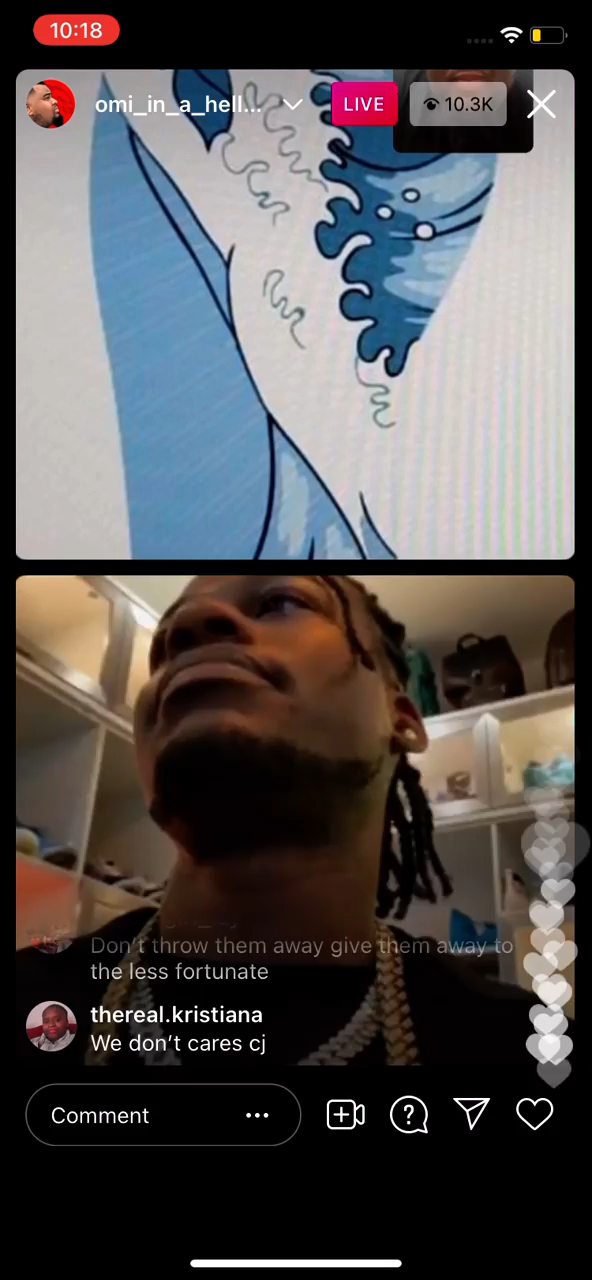 10:18
omi_in_a_hell...
LIVE
10.3K
Don't throw them away give them away to
the less fortunate
thereal.kristiana
We don't cares cj
Comment